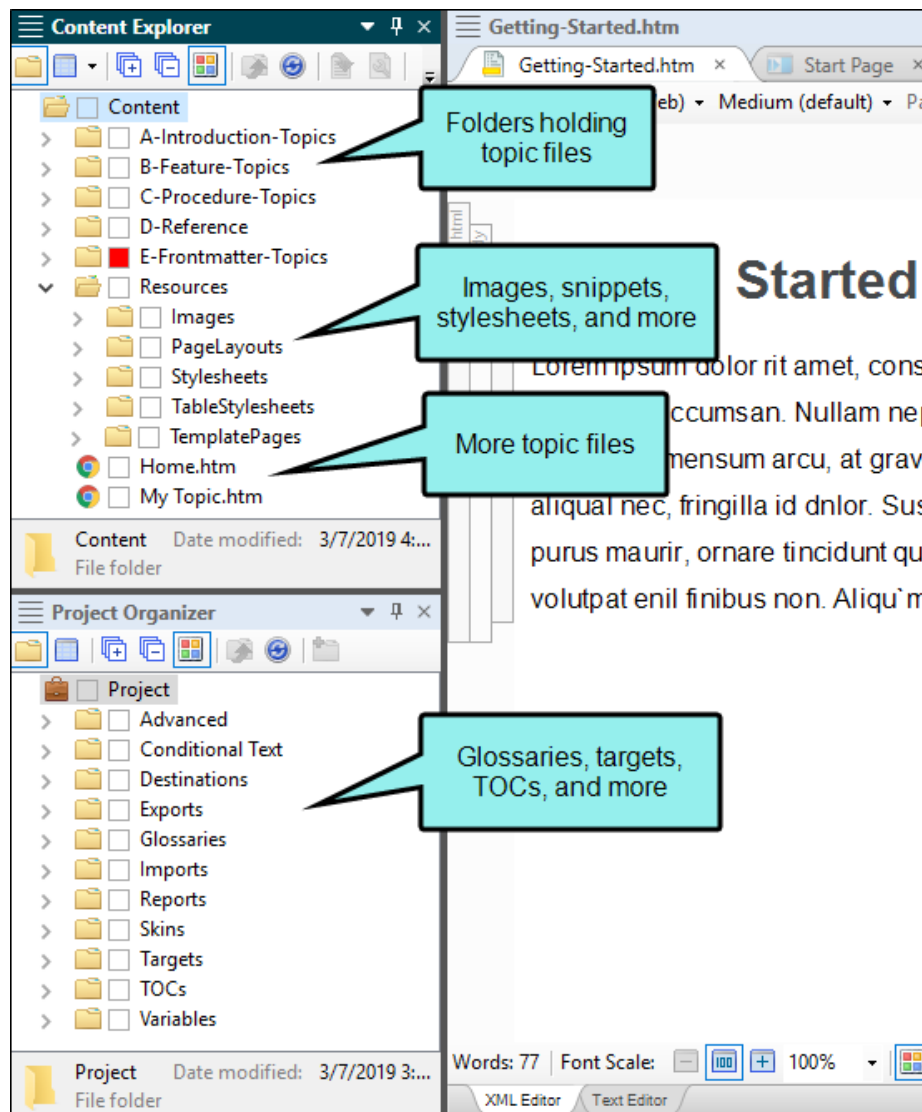 Content Explorer
Content
A-Introduction-Topics
B-Feature-Topics
C-Procedure-Topics
D-Reference
E-Frontmatter-Topics
Resources
Images
PageLayouts
Stylesheets
TableStylesheets
TemplatePages
Home.htm
My Topic.htm
Content Date modified: 3/7/2019 4:...
File folder
Project Organizer
Project
Advanced
Conditional Text
Destinations
Exports
Glossaries
Imports
Reports
Skins
Targets
TOCs
Variables
Project Date modified: 3/7/2019 3:...
File folder
Getting-Started.htm
Getting-Started.htm Start Page
eb) Medium (default) Pa
Folders holding
topic files
html
Started
Images, snippets,
stylesheets, and more
Lorem ipsum dolor rit amet, cons
ccumsan. Nullam nep
More topic files
mensum arcu, at grav
aliqual nec, fringilla id dnlor. Sus
purus maurir, ornare tincidunt qu
volutpat enil finibus non. Aliqu`m
Glossaries, targets,
TOCs, and more
Words: 77 Font Scale: 100 100%
XML Editor Text Editor